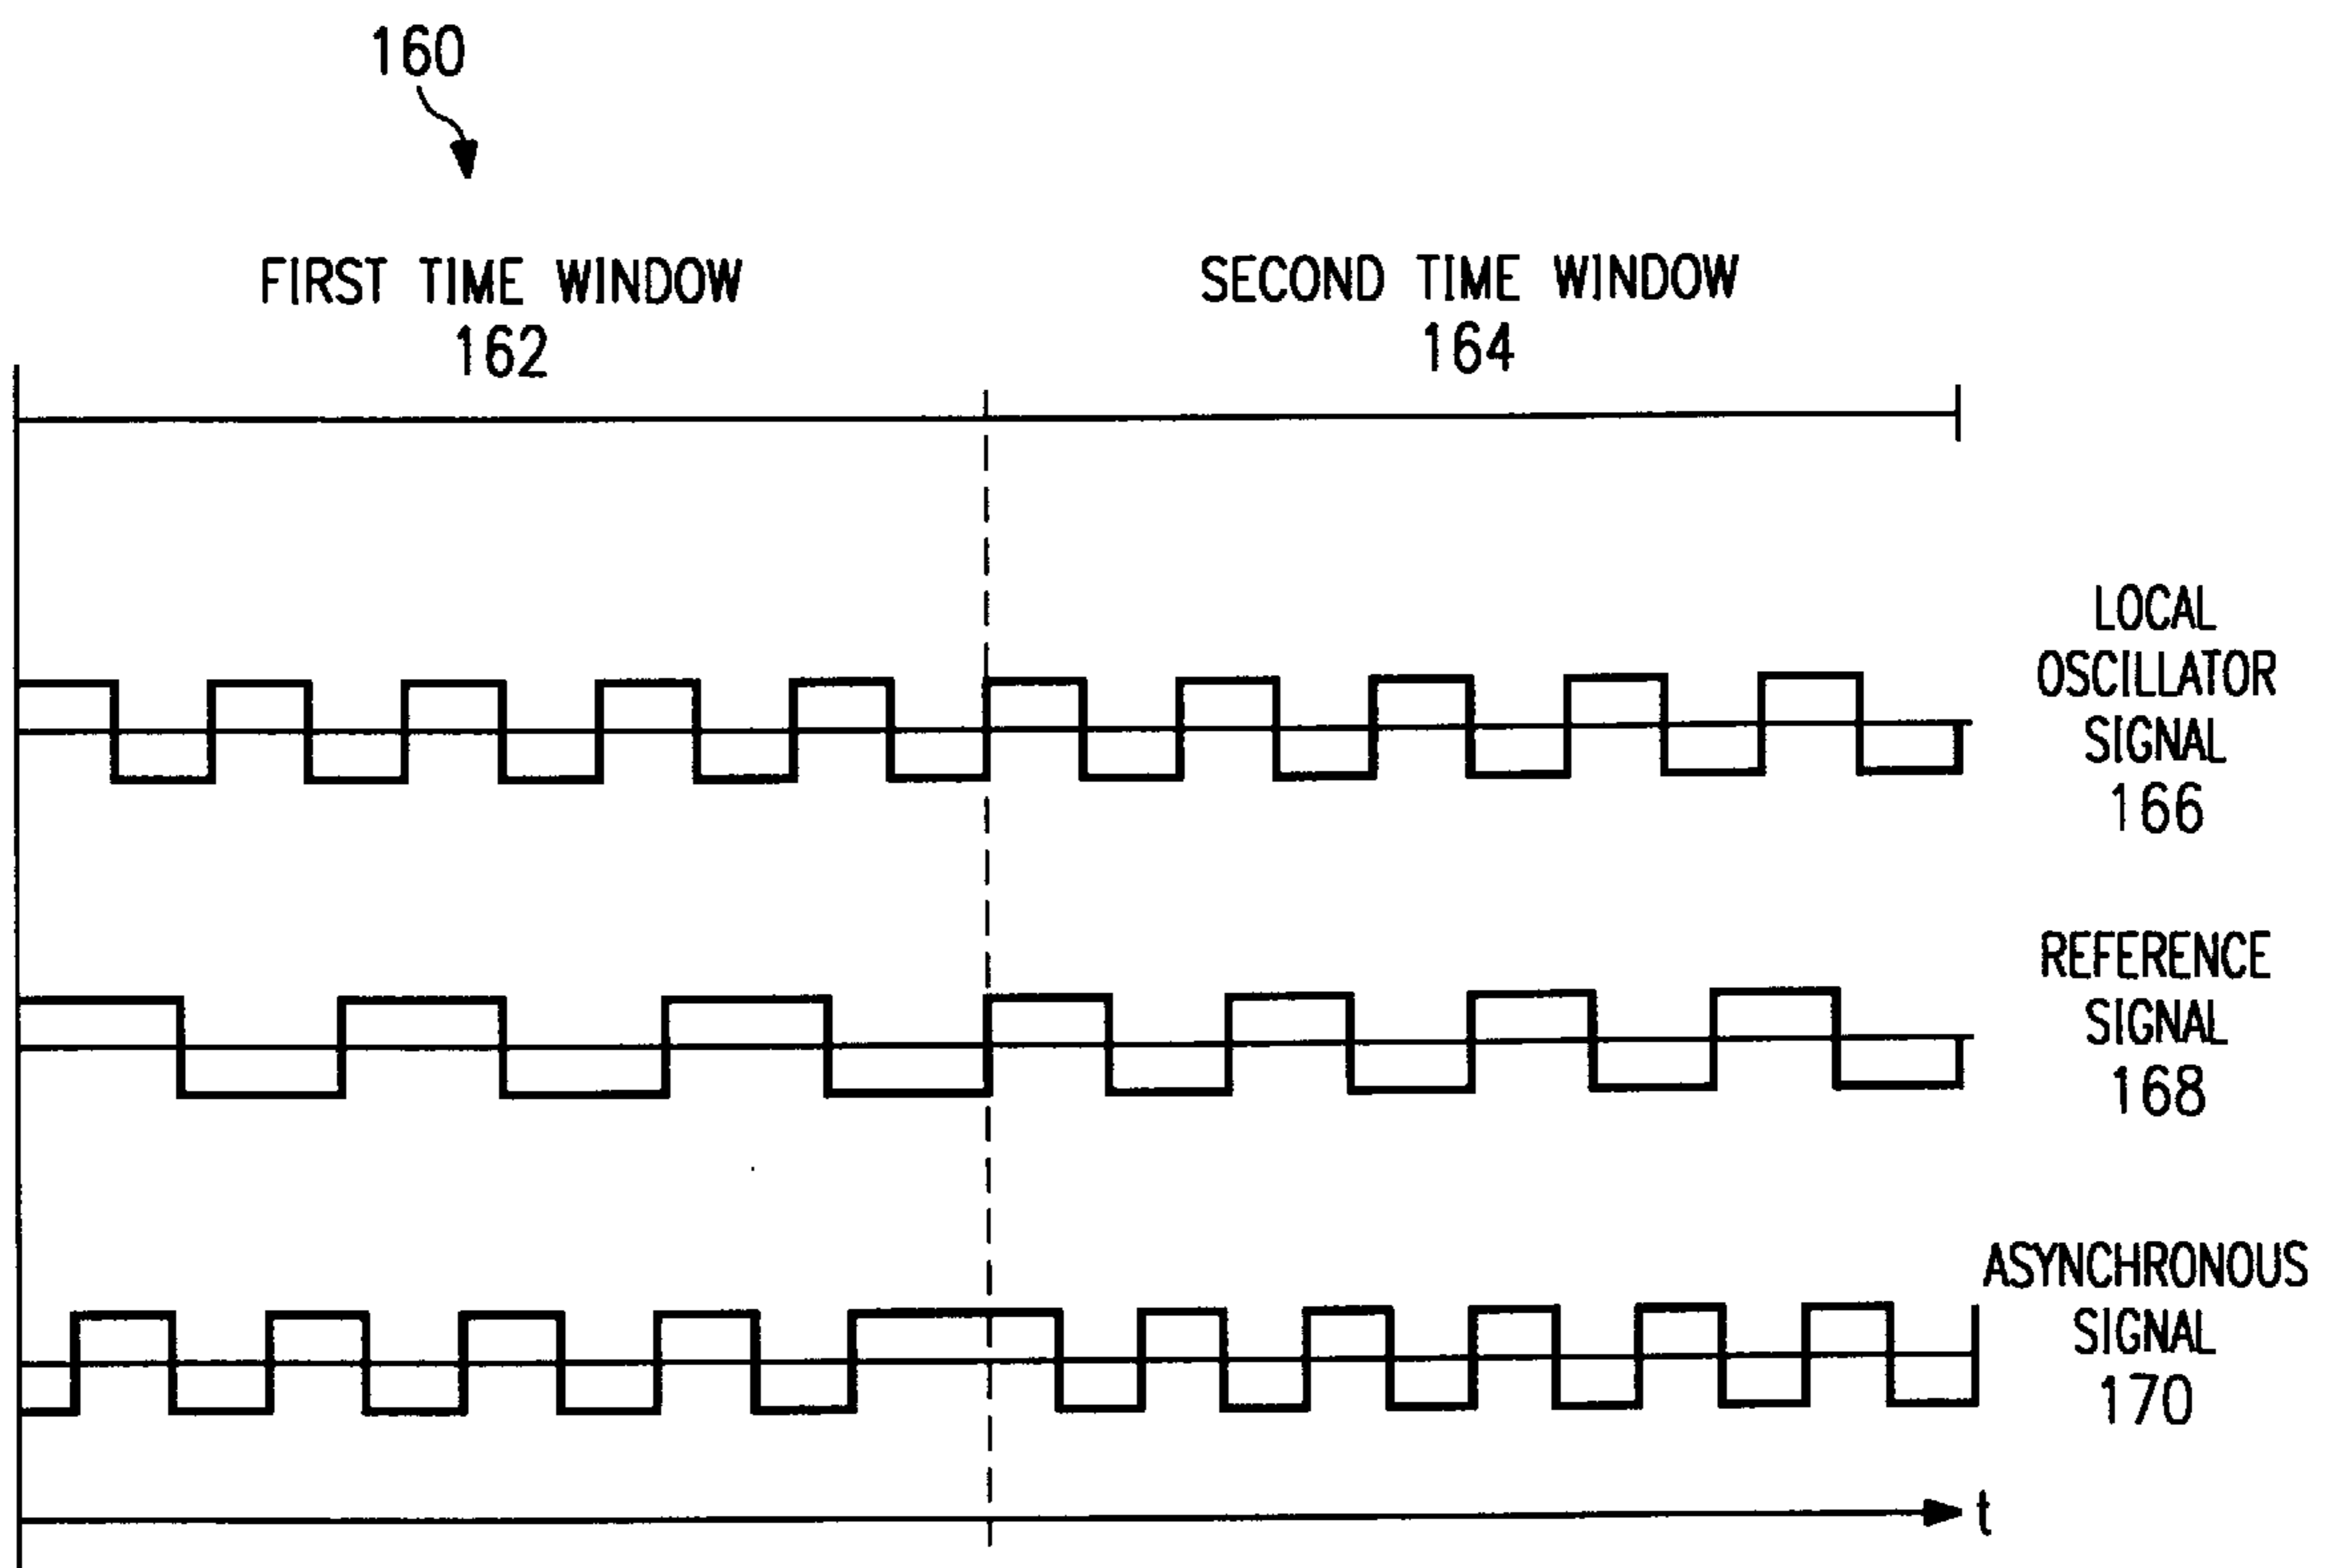 160
FIRST TIME WINDOW
162
SECOND TIME WINDOW
164
LOCAL
OSCILLATOR
SIGNAL
166
REFERENCE
SIGNAL
168
ASYNCHRONOUS
SIGNAL
170
t